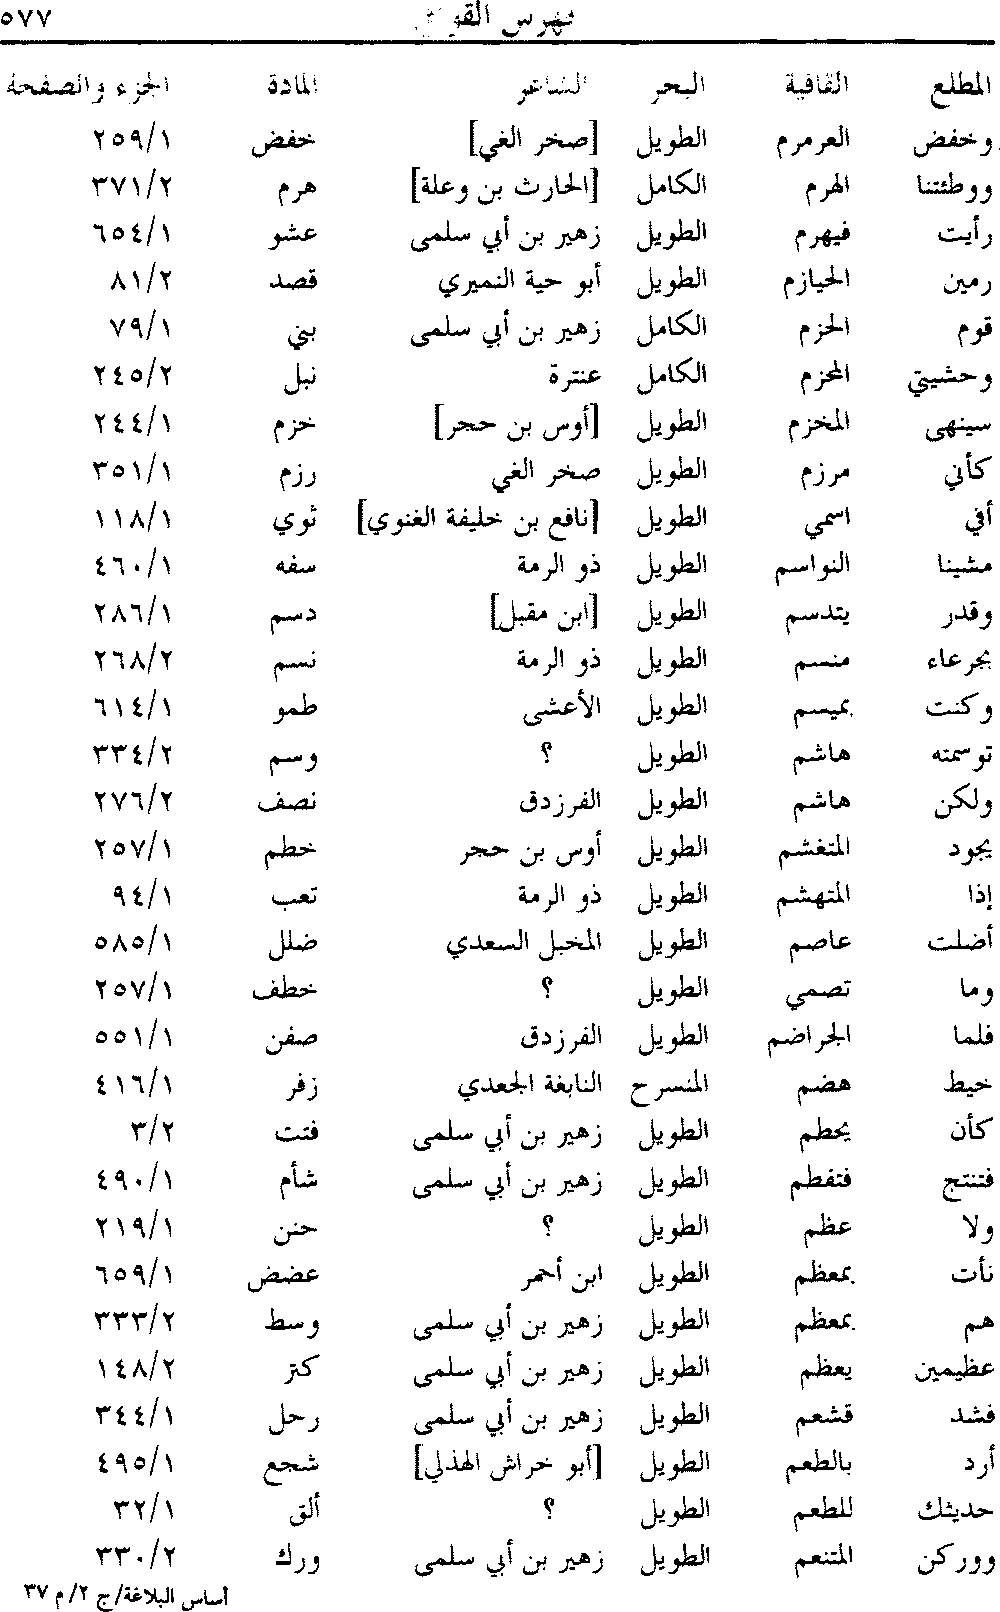 فهرس القوافي ٥٧٧
المطلع القافية البحر الشاعر المادة الجزء والصفحة
وخفض العرمرم الطويل [صخر الغي] خفض ٢٥٩/١
ووطئتنا الهرم الكامل [الحارث بن وعلة] هرم ٣٧١/٢
رأيت فيهرم الطويل زهير بن أبي سلمى عشو ٦٥٤/١
رمين الحيازم الطويل أبو حية النميري قصد ٨١/٢
قوم الحزم الكامل زهير بن أبي سلمى بني ٧٩/١
وحشيتي المحزم الكامل عنترة نبل ٢٤٥/٢
سينهى المخزم الطويل [أوس بن حجر] خزم ٢٤٤/١
كأني مرزم الطويل صخر الغي رزم ٣٥١/١
أفي اسمي الطويل [نافع بن خليفة الغنوي] ثوي ١١٨/١
مشينا النواسم الطويل ذو الرمة سفه ٤٦٠/١
وقدر يتدسم الطويل [ابن مقبل] دسم ٢٨٦/١
بجرعاء منسم الطويل ذو الرمة نسم ٢٦٨/٢
وكنت بميسم الطويل الأعشى طمو ٦١٤/١
توسمته هاشم الطويل ؟ وسم ٣٣٤/٢
ولكن هاشم الطويل الفرزدق نصف ٢٧٦/٢
يجود المتغشم الطويل أوس بن حجر خطم ٢٥٧/١
إذا المتهشم الطويل ذو الرمة تعب ٩٤/١
أضلت عاصم الطويل المخبل السعدي ضلل ٥٨٥/١
وما تصمي الطويل ؟ خطف ٢٥٧/١
فلما الجراضم الطويل الفرزدق صفن ٥٥١/١
خيط هضم المنسرح النابغة الجعدي زفر ٤١٦/١
كأن يحطم الطويل زهير بن أبي سلمى فتت ٣/٢
فتنتج فتفطم الطويل زهير بن أبي سلمى شأم ٤٩٠/١
ولا عظم الطويل ؟ حنن ٢١٩/١
نأت بمعظم الطويل ابن أحمر عضض ٦٥٩/١
هم بمعظم الطويل زهير بن أبي سلمى وسط ٣٣٣/٢
عظيمين يعظم الطويل زهير بن أبي سلمى كنز ١٤٨/٢
فشد قشعم الطويل زهير بن أبي سلمى رحل ٣٤٤/١
أرد بالطعم الطويل [أبو خراش الهذلي] شجع ٤٩٥/١
حديثك للطعم الطويل ؟ ألق ٣٢/١
ووركن المتنعم الطويل زهير بن أبي سلمى ورك ٣٣٠/٢
أساس البلاغة/ج ٢/م ٣٧